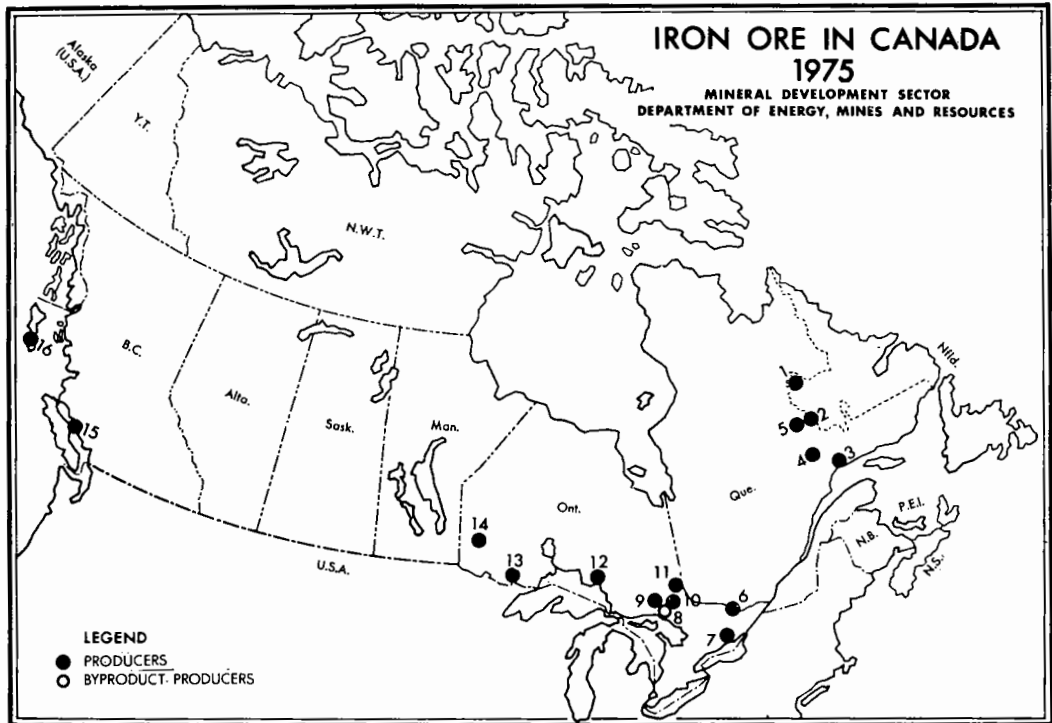 IRON ORE IN CANADA
1975
MINERAL DEVELOPMENT SECTOR
DEPARTMENT OF ENERGY, MINES AND RESOURCES
Alaska
(U.S.A.)
Y.T.
N.W.T.
B.C.
Alta.
Sask.
Man.
Ont.
Que.
Nfld.
P.E.I.
N.B.
N.S.
U.S.A.
1
2
5
4
3
16
15
14
13
12
11
9
10
8
6
7
LEGEND
PRODUCERS
BYPRODUCT PRODUCERS